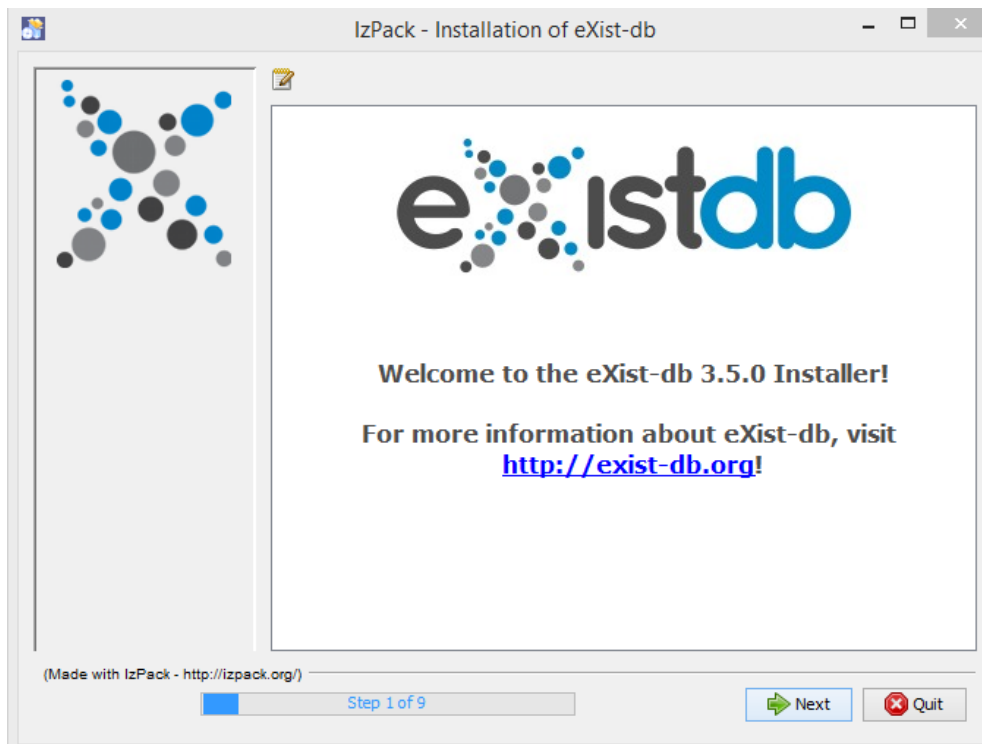 IzPack - Installation of eXist-db
eXistdb
Welcome to the eXist-db 3.5.0 Installer!
For more information about eXist-db, visit
http://exist-db.org!
(Made with IzPack - http://izpack.org/)
Step 1 of 9
Next
Quit